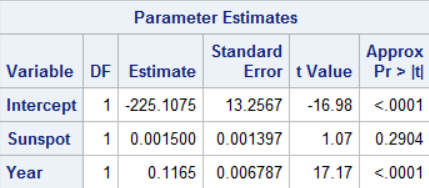 Parameter Estimates
Variable DF Estimate Standard Error t Value Approx Pr > |t|
Intercept 1 -225.1075 13.2567 -16.98 <.0001
Sunspot 1 0.001500 0.001397 1.07 0.2904
Year 1 0.1165 0.006787 17.17 <.0001